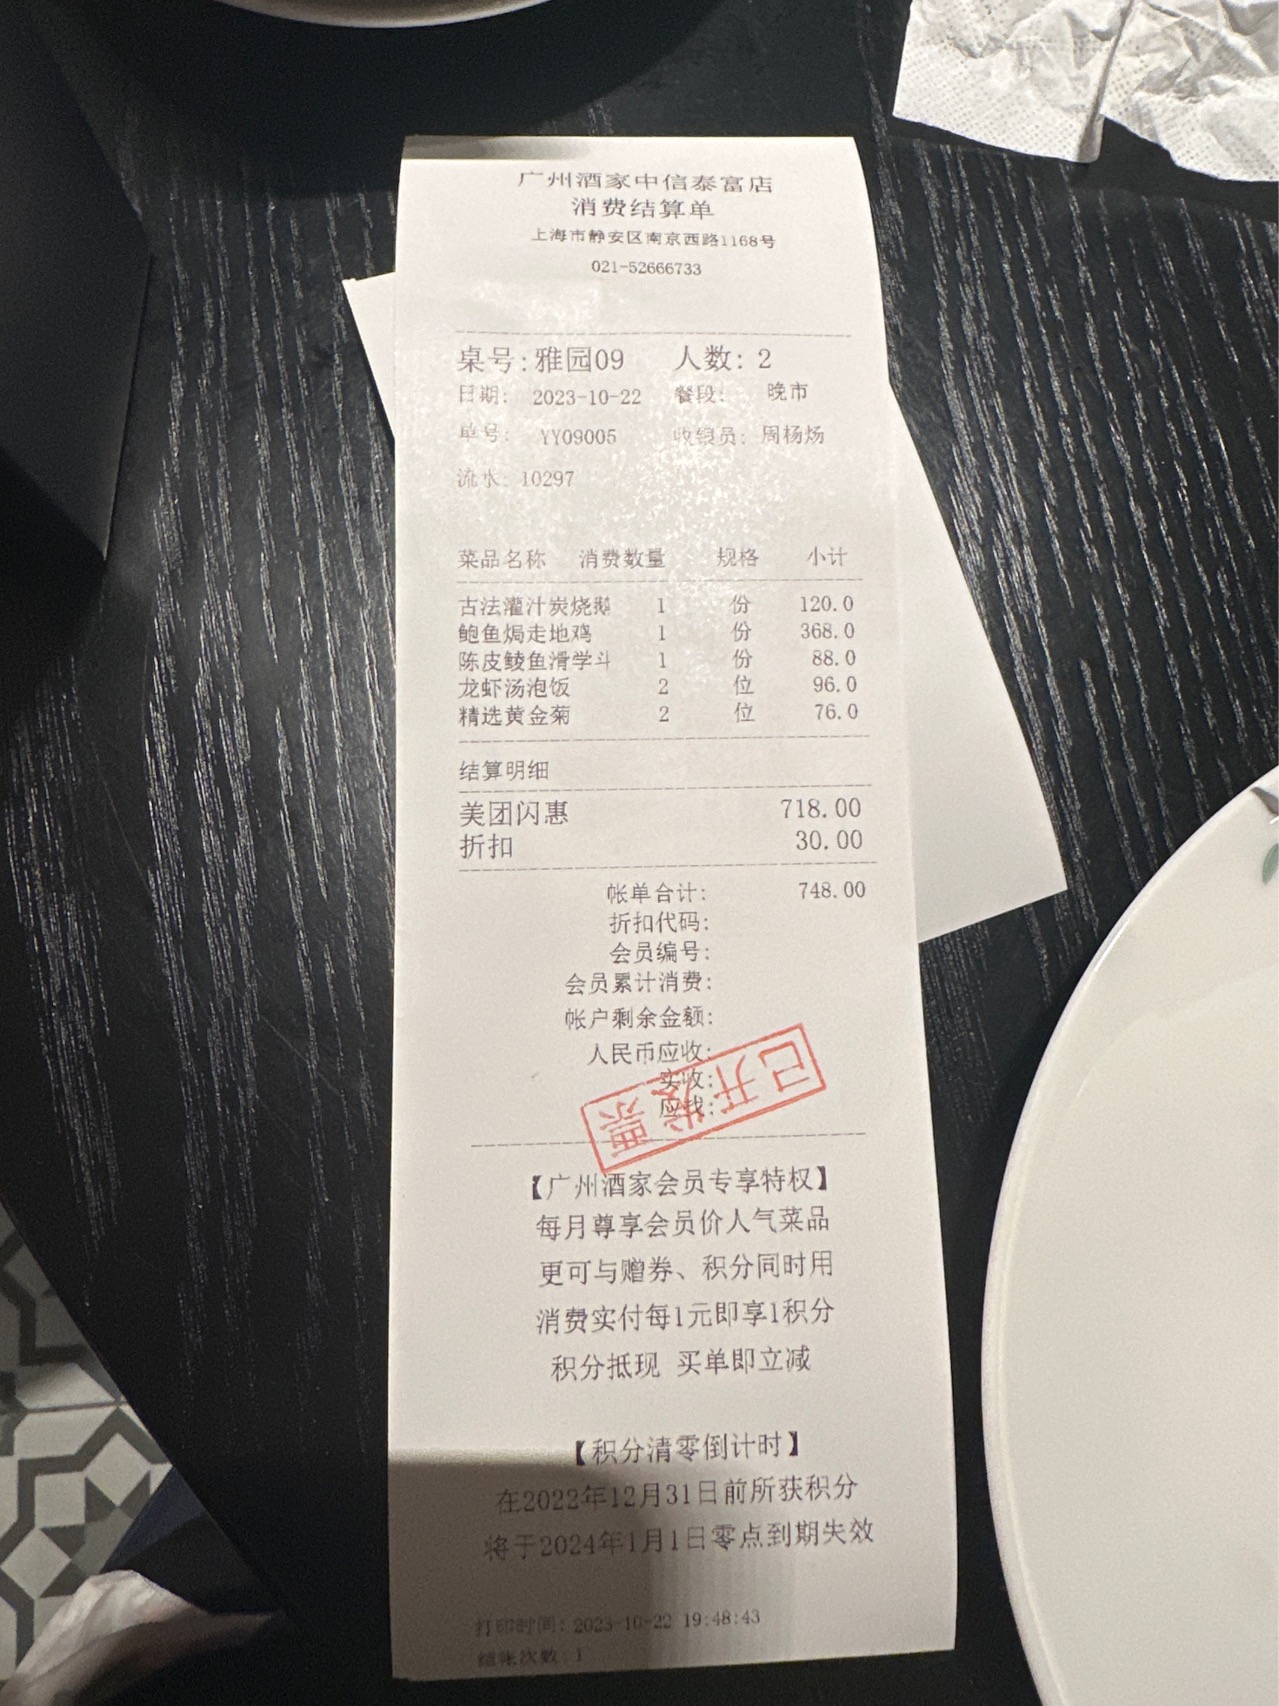 广州酒家中信泰富店
消费结算单
上海市静安区南京西路1168号
021-52666733
桌号:雅园09 人数: 2
日期: 2023-10-22 餐段: 晚市
单号: YY09005 收银员: 周杨炀
流水: 10297
菜品名称 消费数量 规格 小计
古法灌汁炭烧鹅 1 份 120.0
鲍鱼焗走地鸡 1 份 368.0
陈皮鲮鱼滑学斗 1 份 88.0
龙虾汤泡饭 2 位 96.0
精选黄金菊 2 位 76.0
结算明细
美团闪惠 718.00
折扣 30.00
帐单合计: 748.00
折扣代码:
会员编号:
会员累计消费:
帐户剩余金额:
人民币应收:
实收:
应找:
已开发票
【广州酒家会员专享特权】
每月尊享会员价人气菜品
更可与赠券、积分同时用
消费实付每1元即享1积分
积分抵现 买单即立减
【积分清零倒计时】
在2022年12月31日前所获积分
将于2024年1月1日零点到期失效
打印时间: 2023-10-22 19:48:43
结账次数: 1